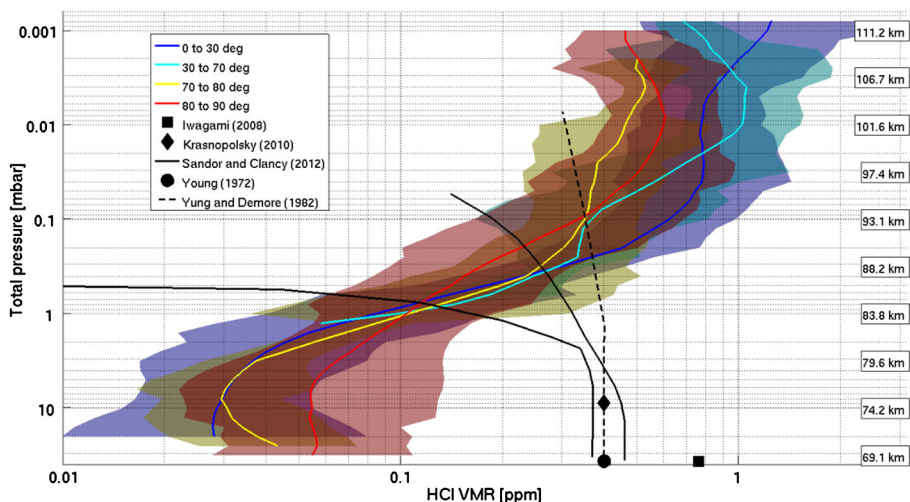 0.001
0.01
0.1
1
10
Total pressure [mbar]
0 to 30 deg
30 to 70 deg
70 to 80 deg
80 to 90 deg
Iwagami (2008)
Krasnopolsky (2010)
Sandor and Clancy (2012)
Young (1972)
Yung and Demore (1982)
111.2 km
106.7 km
101.6 km
97.4 km
93.1 km
88.2 km
83.8 km
79.6 km
74.2 km
69.1 km
0.01
0.1
1
HCl VMR [ppm]